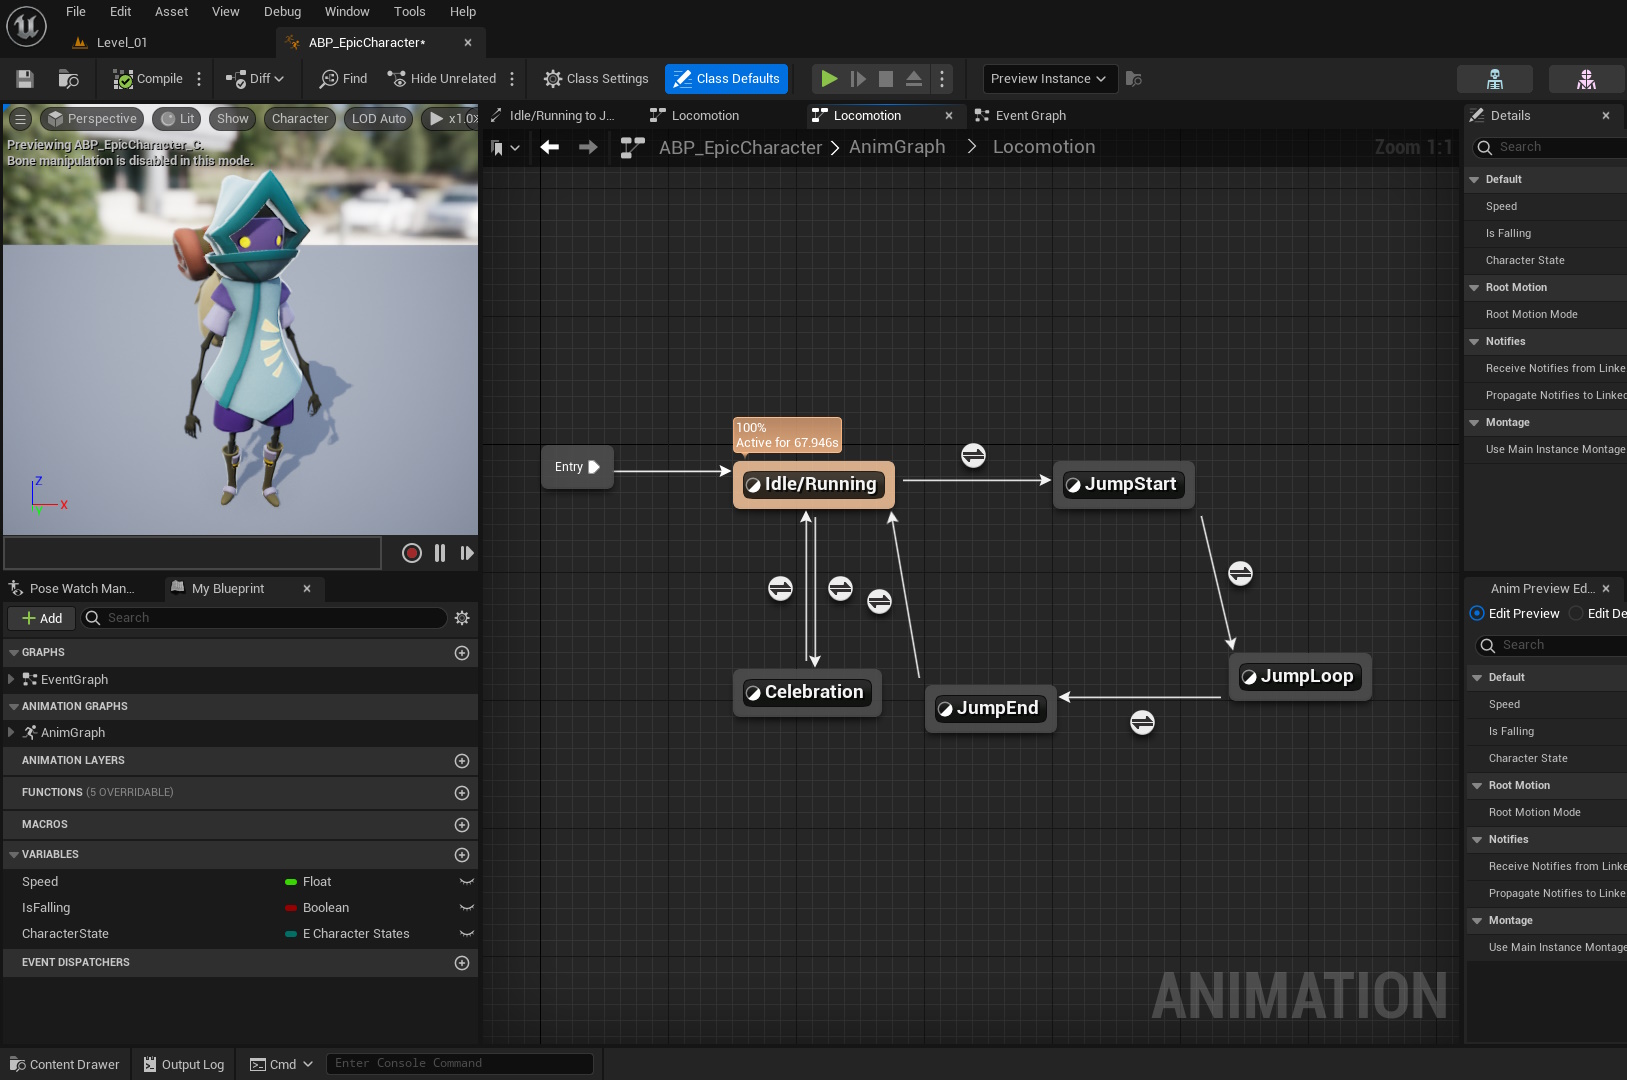 File Edit Asset View Debug Window Tools Help
Level_01
ABP_EpicCharacter*
Compile
Diff
Find
Hide Unrelated
Class Settings
Class Defaults
Preview Instance
Perspective
Lit
Show
Character
LOD Auto
x1.0x
Previewing ABP_EpicCharacter_C.
Bone manipulation is disabled in this mode.
Z
X
Pose Watch Man...
My Blueprint
Add
Search
GRAPHS
EventGraph
ANIMATION GRAPHS
AnimGraph
ANIMATION LAYERS
FUNCTIONS (5 OVERRIDABLE)
MACROS
VARIABLES
Speed Float
IsFalling Boolean
CharacterState E Character States
EVENT DISPATCHERS
Idle/Running to J...
Locomotion
Locomotion
Event Graph
ABP_EpicCharacter > AnimGraph > Locomotion
Zoom 1:1
Entry
100%
Active for 67.946s
Idle/Running
JumpStart
Celebration
JumpEnd
JumpLoop
ANIMATION
Details
Search
Default
Speed
Is Falling
Character State
Root Motion
Root Motion Mode
Notifies
Receive Notifies from Linke
Propagate Notifies to Linked
Montage
Use Main Instance Montage
Anim Preview Ed...
Edit Preview
Edit De
Search
Default
Speed
Is Falling
Character State
Root Motion
Root Motion Mode
Notifies
Receive Notifies from Linke
Propagate Notifies to Linke
Montage
Use Main Instance Montage
Content Drawer
Output Log
Cmd
Enter Console Command